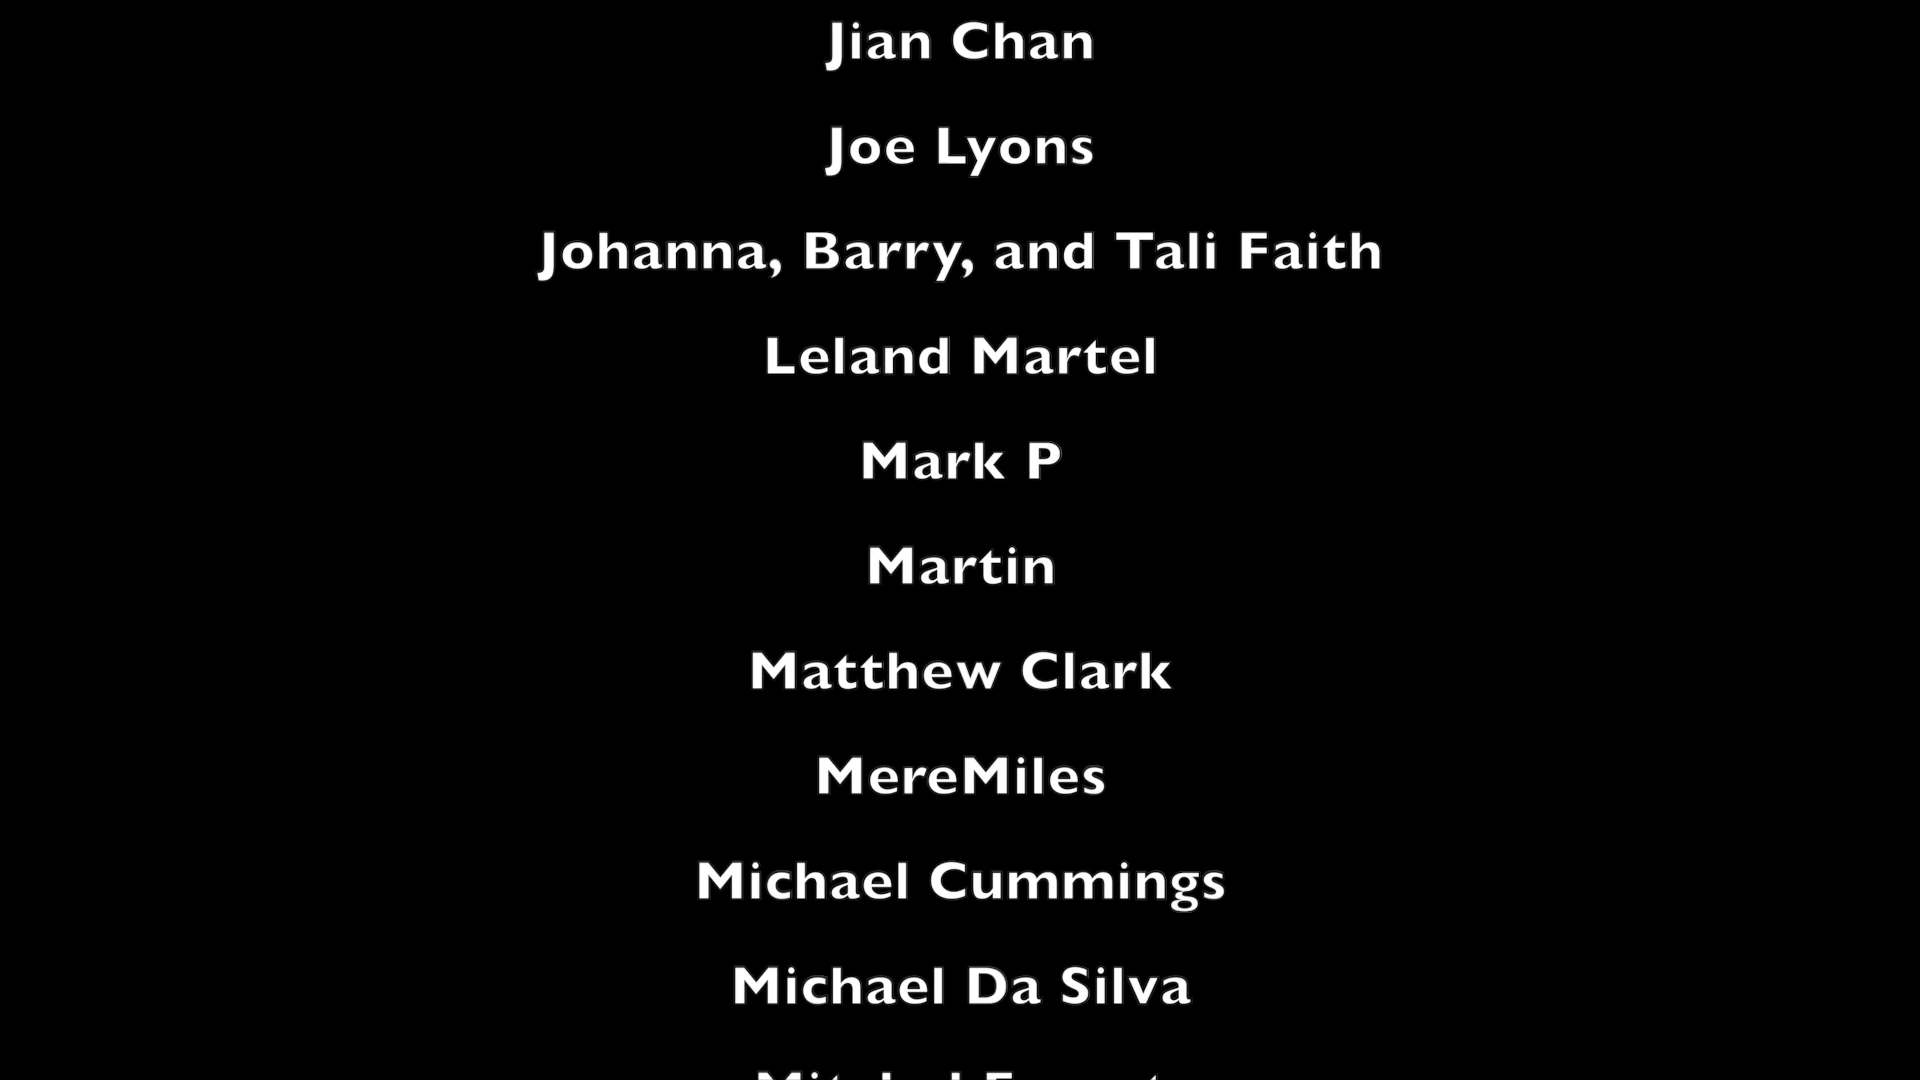 Jian Chan
Joe Lyons
Johanna, Barry, and Tali Faith
Leland Martel
Mark P
Martin
Matthew Clark
MereMiles
Michael Cummings
Michael Da Silva